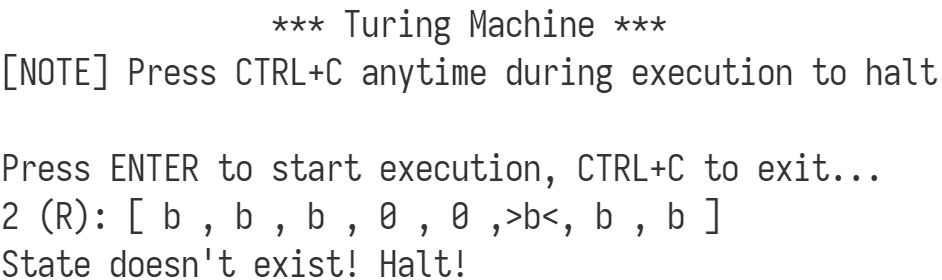 *** Turing Machine ***
[NOTE] Press CTRL+C anytime during execution to halt
Press ENTER to start execution, CTRL+C to exit...
2 (R): [ b , b , b , 0 , 0 ,>b<, b , b ]
State doesn't exist! Halt!